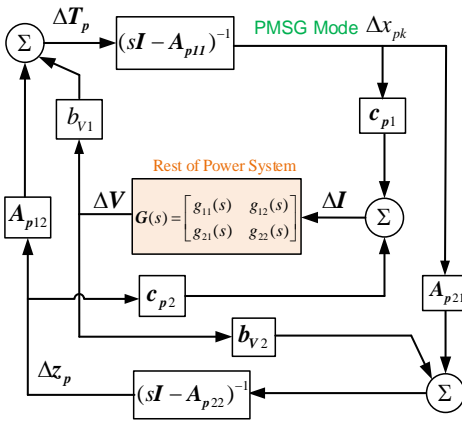 ΔT_p
Σ
(sI − A_p11)⁻¹
PMSG Mode Δx_pk
b_V1
c_p1
Rest of Power System
A_p12
ΔV
G(s) = [g₁₁(s) g₁₂(s)
g₂₁(s) g₂₂(s)]
ΔI
Σ
c_p2
A_p21
b_V2
Δz_p
(sI − A_p22)⁻¹
Σ